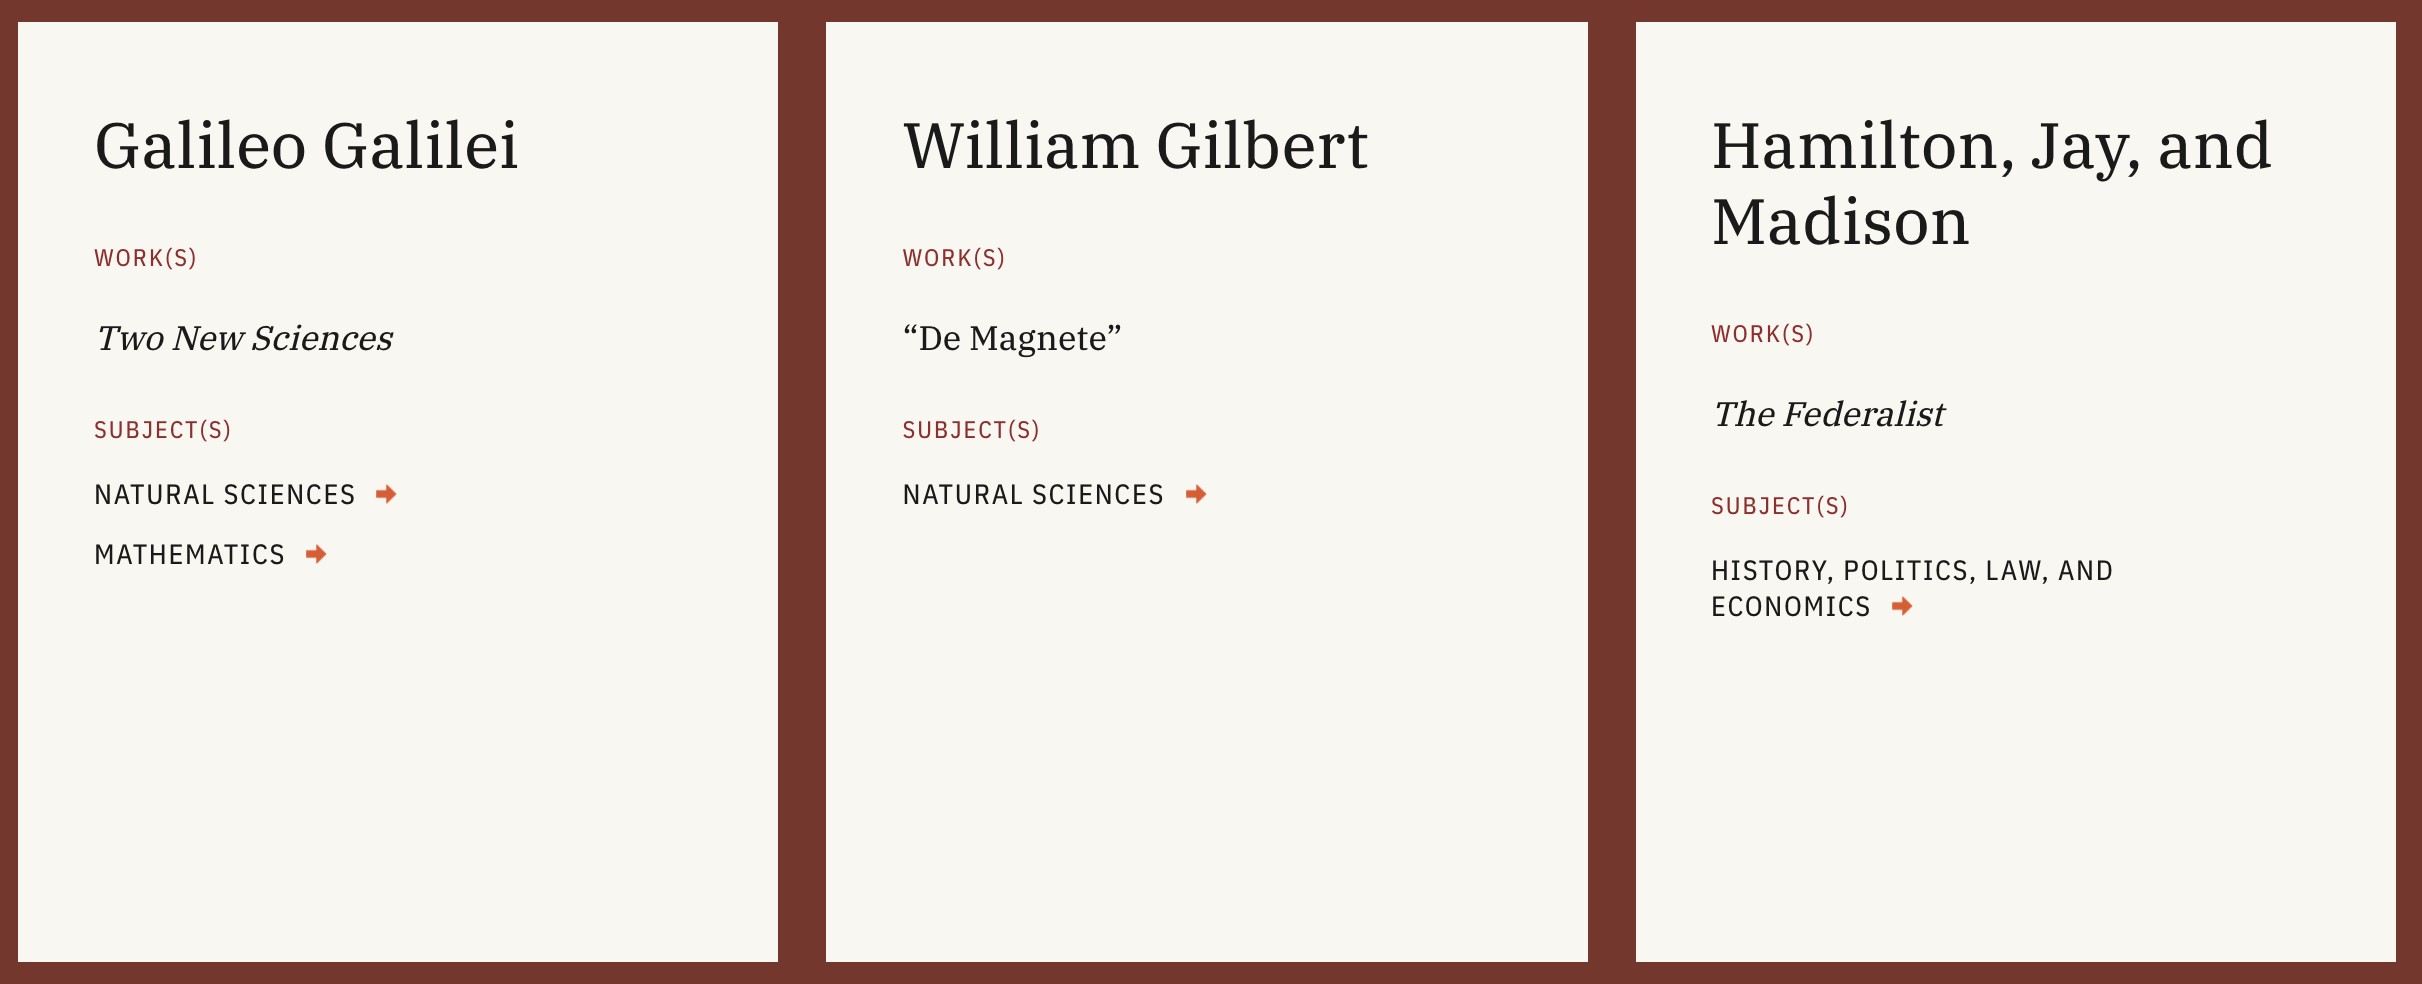 Galileo Galilei
WORK(S)
Two New Sciences
SUBJECT(S)
NATURAL SCIENCES
MATHEMATICS
William Gilbert
WORK(S)
“De Magnete”
SUBJECT(S)
NATURAL SCIENCES
Hamilton, Jay, and
Madison
WORK(S)
The Federalist
SUBJECT(S)
HISTORY, POLITICS, LAW, AND
ECONOMICS